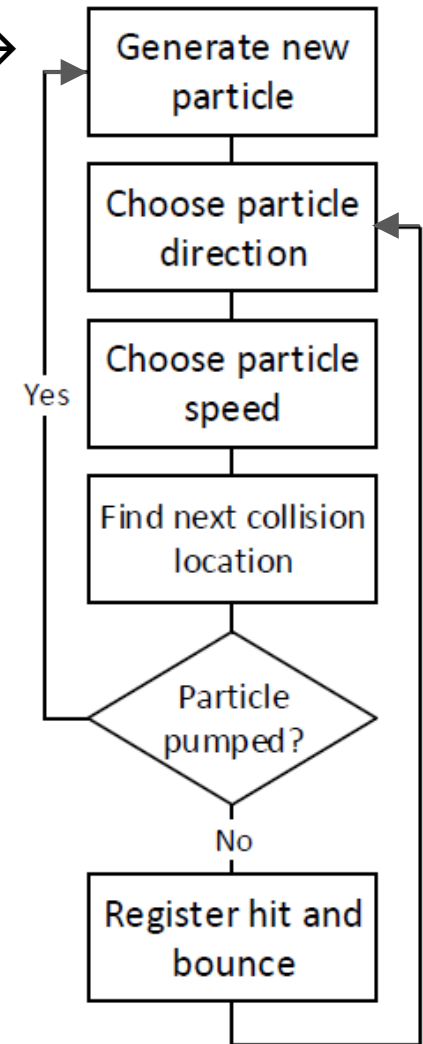 Generate new
particle
Choose particle
direction
Choose particle
speed
Yes
Find next collision
location
Particle
pumped?
No
Register hit and
bounce